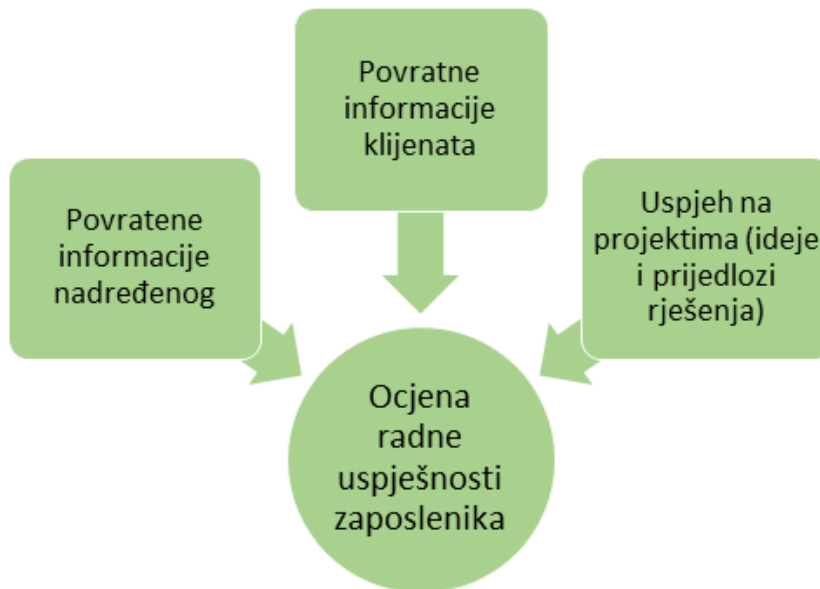 Povratne
informacije
klijenata
Povratene
informacije
nadređenog
Uspjeh na
projektima (ideje
i prijedlozi
rješenja)
Ocjena
radne
uspješnosti
zaposlenika